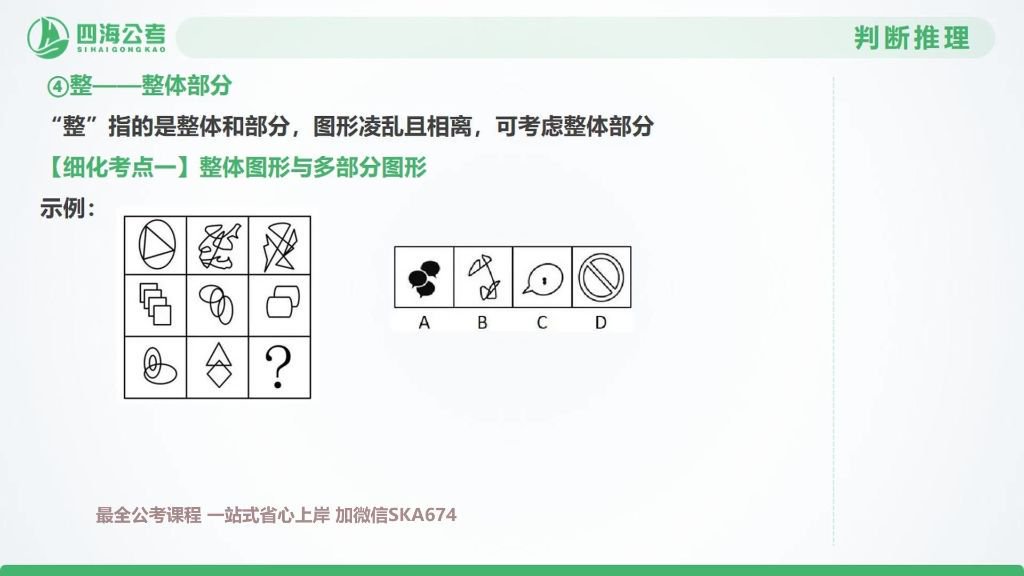 四海公考
SIHAIGONGKAO
判断推理
④整——整体部分
“整”指的是整体和部分，图形凌乱且相离，可考虑整体部分
【细化考点一】整体图形与多部分图形
示例：
?
A B C D
最全公考课程 一站式省心上岸 加微信SKA674